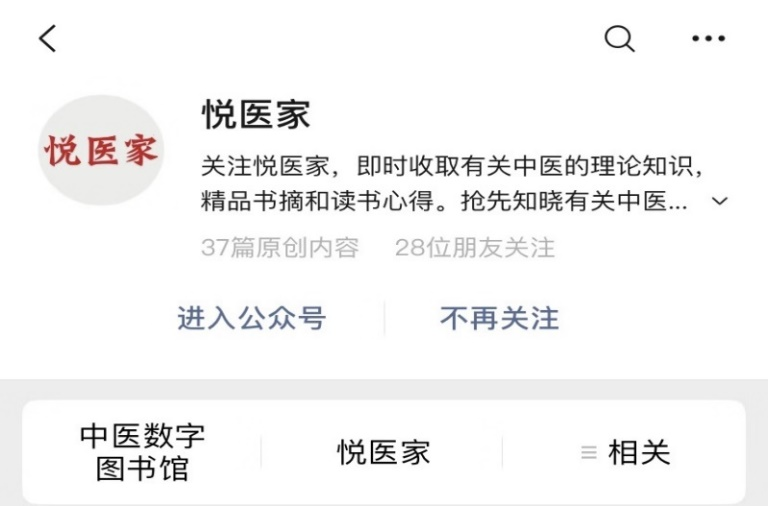 悦医家
悦医家
关注悦医家，即时收取有关中医的理论知识，
精品书摘和读书心得。抢先知晓有关中医...
37篇原创内容 28位朋友关注
进入公众号 不再关注
中医数字
图书馆
悦医家
相关